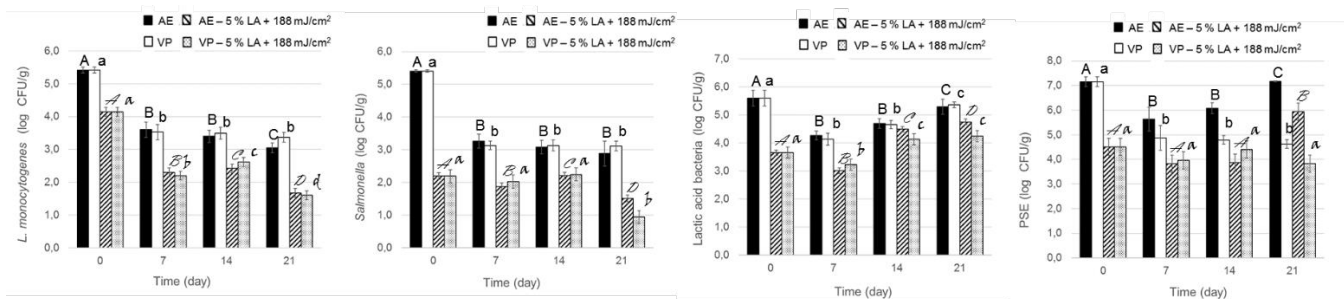 AE AE – 5 % LA + 188 mJ/cm²
VP VP – 5 % LA + 188 mJ/cm²
L. monocytogenes (log CFU/g)
6,0
5,0
4,0
3,0
2,0
1,0
0,0
A a
A a
B b
B b
B b
C c
C b
D d
0 7 14 21
Time (day)
AE AE – 5 % LA + 188 mJ/cm²
VP VP – 5 % LA + 188 mJ/cm²
Salmonella (log CFU/g)
6,0
5,0
4,0
3,0
2,0
1,0
0,0
A a
A a
B b
B a
B b
C a
B b
D b
0 7 14 21
Time (day)
AE AE – 5 % LA + 188 mJ/cm²
VP VP – 5 % LA + 188 mJ/cm²
Lactic acid bacteria (log CFU/g)
7,0
6,0
5,0
4,0
3,0
2,0
1,0
0,0
A a
A a
B b
B b
A b
C c
C c
D c
0 7 14 21
Time (day)
AE AE – 5 % LA + 188 mJ/cm²
VP VP – 5 % LA + 188 mJ/cm²
PSE (log CFU/g)
8,0
7,0
6,0
5,0
4,0
3,0
2,0
1,0
0,0
A a
A a
B b
A a
B b
A a
C b
B a
0 7 14 21
Time (day)